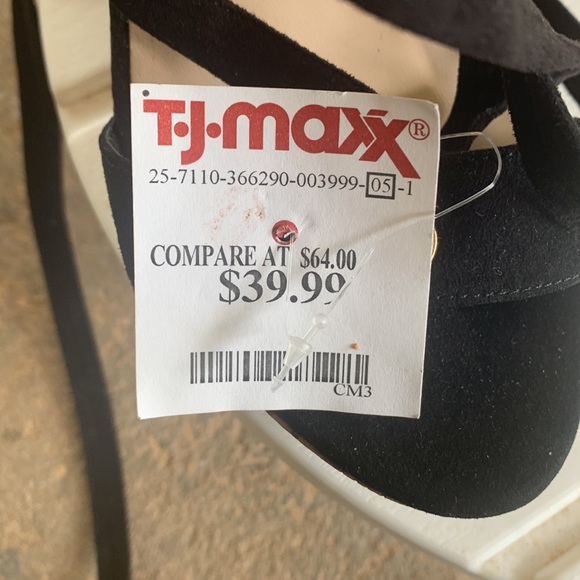 T·J·maxx®
25-7110-366290-003999-05-1
COMPARE AT $64.00
$39.99
CM3